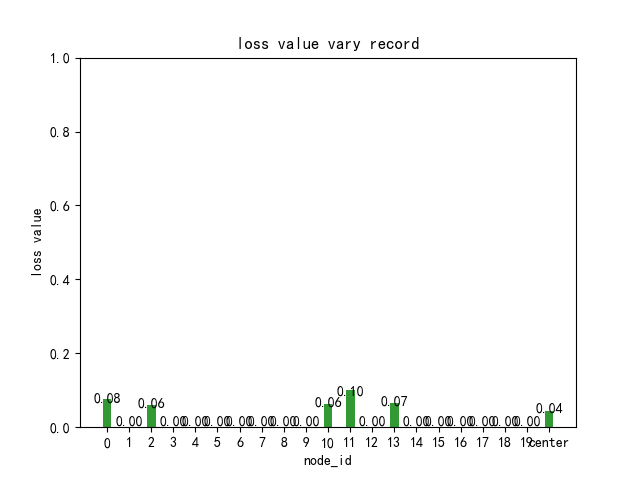 loss value vary record
1.0
0.8
0.6
0.4
0.2
0.0
loss value
0.08 0.00 0.06 0.00 0.00 0.00 0.00 0.00 0.00 0.00 0.06 0.10 0.00 0.07 0.00 0.00 0.00 0.00 0.00 0.00 0.04
0 1 2 3 4 5 6 7 8 9 10 11 12 13 14 15 16 17 18 19 center
node_id